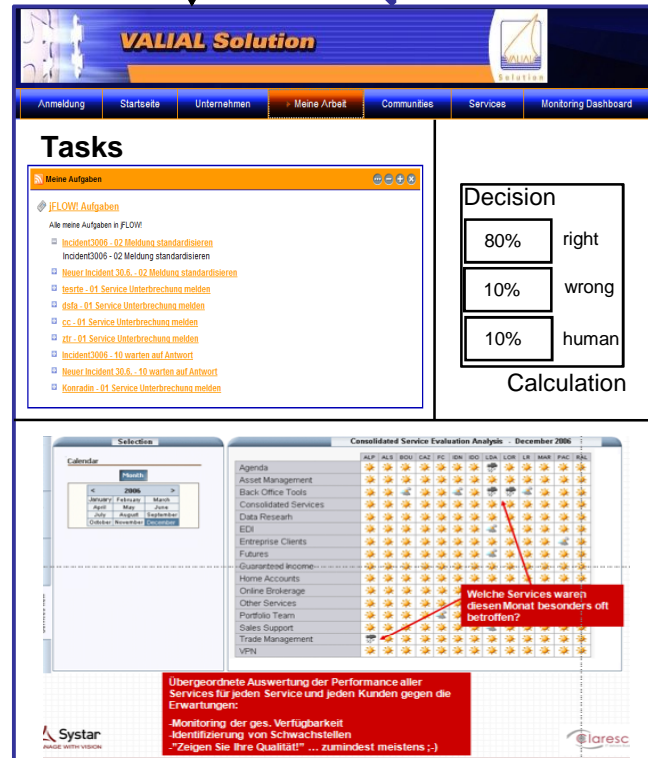 VALIAL Solution
VALIAL
Solution
Anmeldung Startseite Unternehmen Meine Arbeit Communities Services Monitoring Dashboard
Tasks
Meine Aufgaben
jFLOW! Aufgaben
Alle meine Aufgaben in jFLOW!
Incident3006 - 02 Meldung standardisieren
Incident3006 - 02 Meldung standardisieren
Neuer Incident 30.6. - 02 Meldung standardisieren
tesrte - 01 Service Unterbrechung melden
dsfa - 01 Service Unterbrechung melden
cc - 01 Service Unterbrechung melden
ztr - 01 Service Unterbrechung melden
Incident3006 - 10 warten auf Antwort
Neuer Incident 30.6. - 10 warten auf Antwort
Konradin - 01 Service Unterbrechung melden
Decision
80% right
10% wrong
10% human
Calculation
Selection
Calendar
Month
< 2006 >
January February March
April May June
July August September
October November December
Consolidated Service Evaluation Analysis - December 2006
ALP ALS BOU CAZ FC IDN IDO LDA LOR LR MAR PAC RAL
Agenda
Asset Management
Back Office Tools
Consolidated Services
Data Researh
EDI
Entreprise Clients
Futures
Guaranteed Income
Home Accounts
Online Brokerage
Other Services
Portfolio Team
Sales Support
Trade Management
VPN
Welche Services waren
diesen Monat besonders oft
betroffen?
Übergeordnete Auswertung der Performance aller
Services für jeden Service und jeden Kunden gegen die
Erwartungen:
-Monitoring der ges. Verfügbarkeit
-Identifizierung von Schwachstellen
-"Zeigen Sie Ihre Qualität!" ... zumindest meistens ;-)
Systar
WITH VISION
Claresc